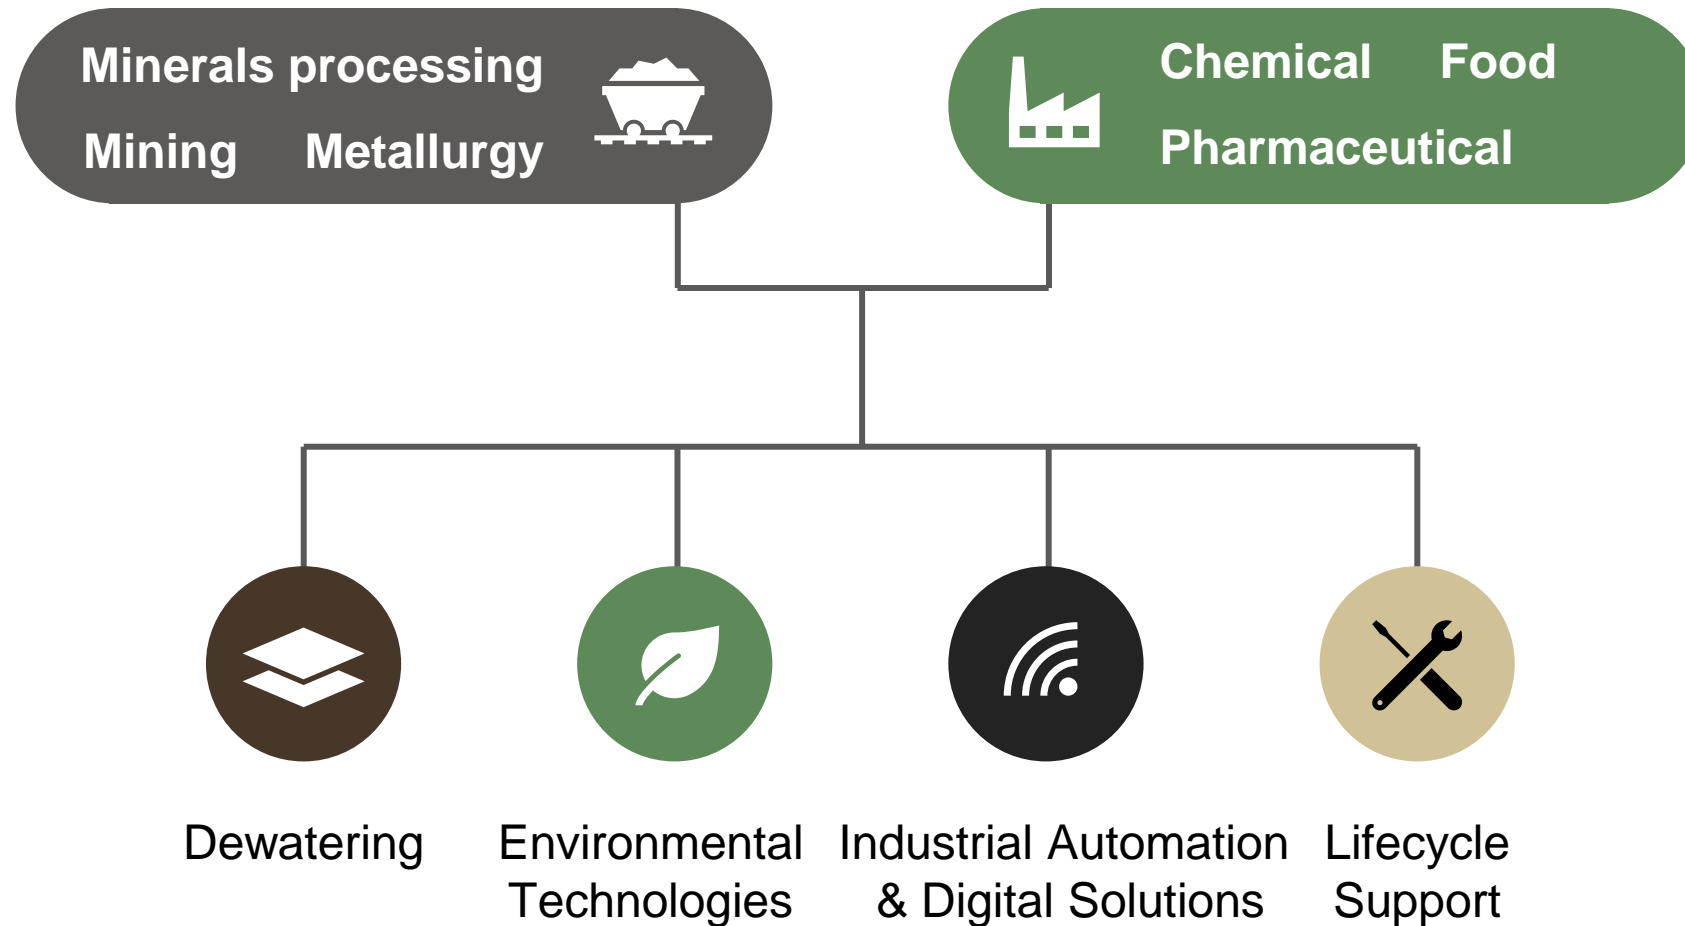 Minerals processing
Mining Metallurgy
Chemical Food
Pharmaceutical
Dewatering
Environmental
Technologies
Industrial Automation
& Digital Solutions
Lifecycle
Support